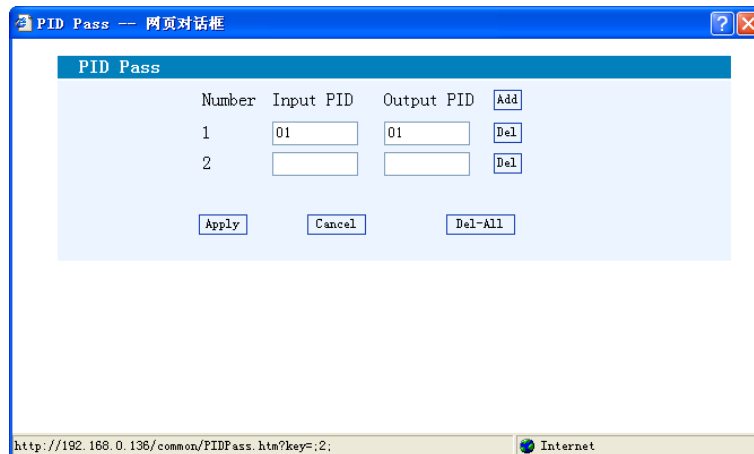 PID Pass -- 网页对话框
PID Pass
Number Input PID Output PID Add
1 01 01 Del
2 Del
Apply Cancel Del-All
http://192.168.0.136/common/PIDPass.htm?key=;2; Internet